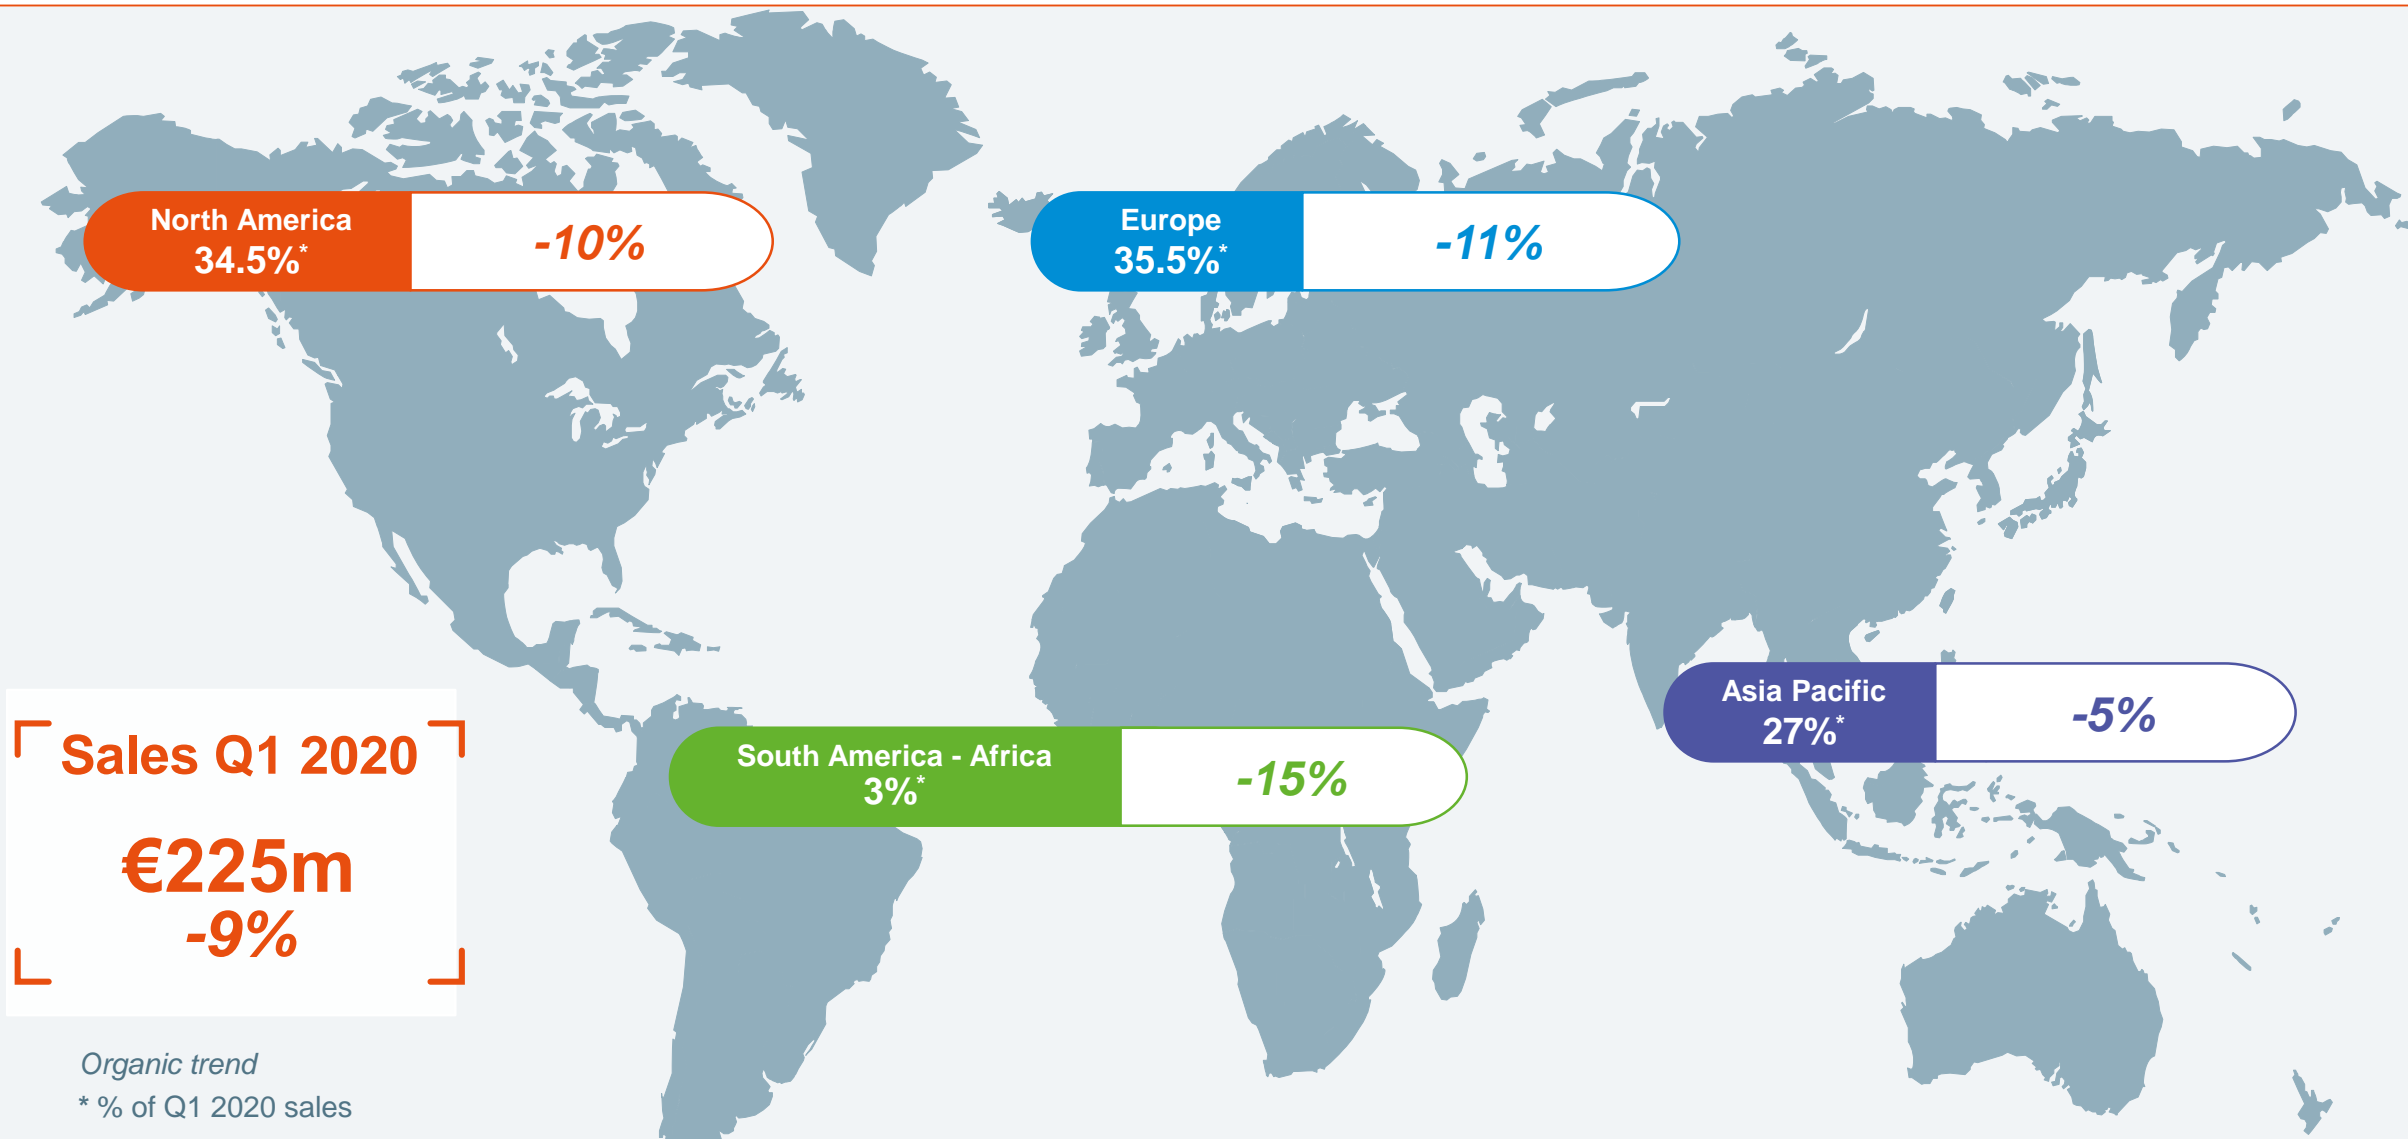 North America
34.5%*
-10%
Europe
35.5%*
-11%
Asia Pacific
27%*
-5%
South America - Africa
3%*
-15%
Sales Q1 2020
€225m
-9%
Organic trend
* % of Q1 2020 sales